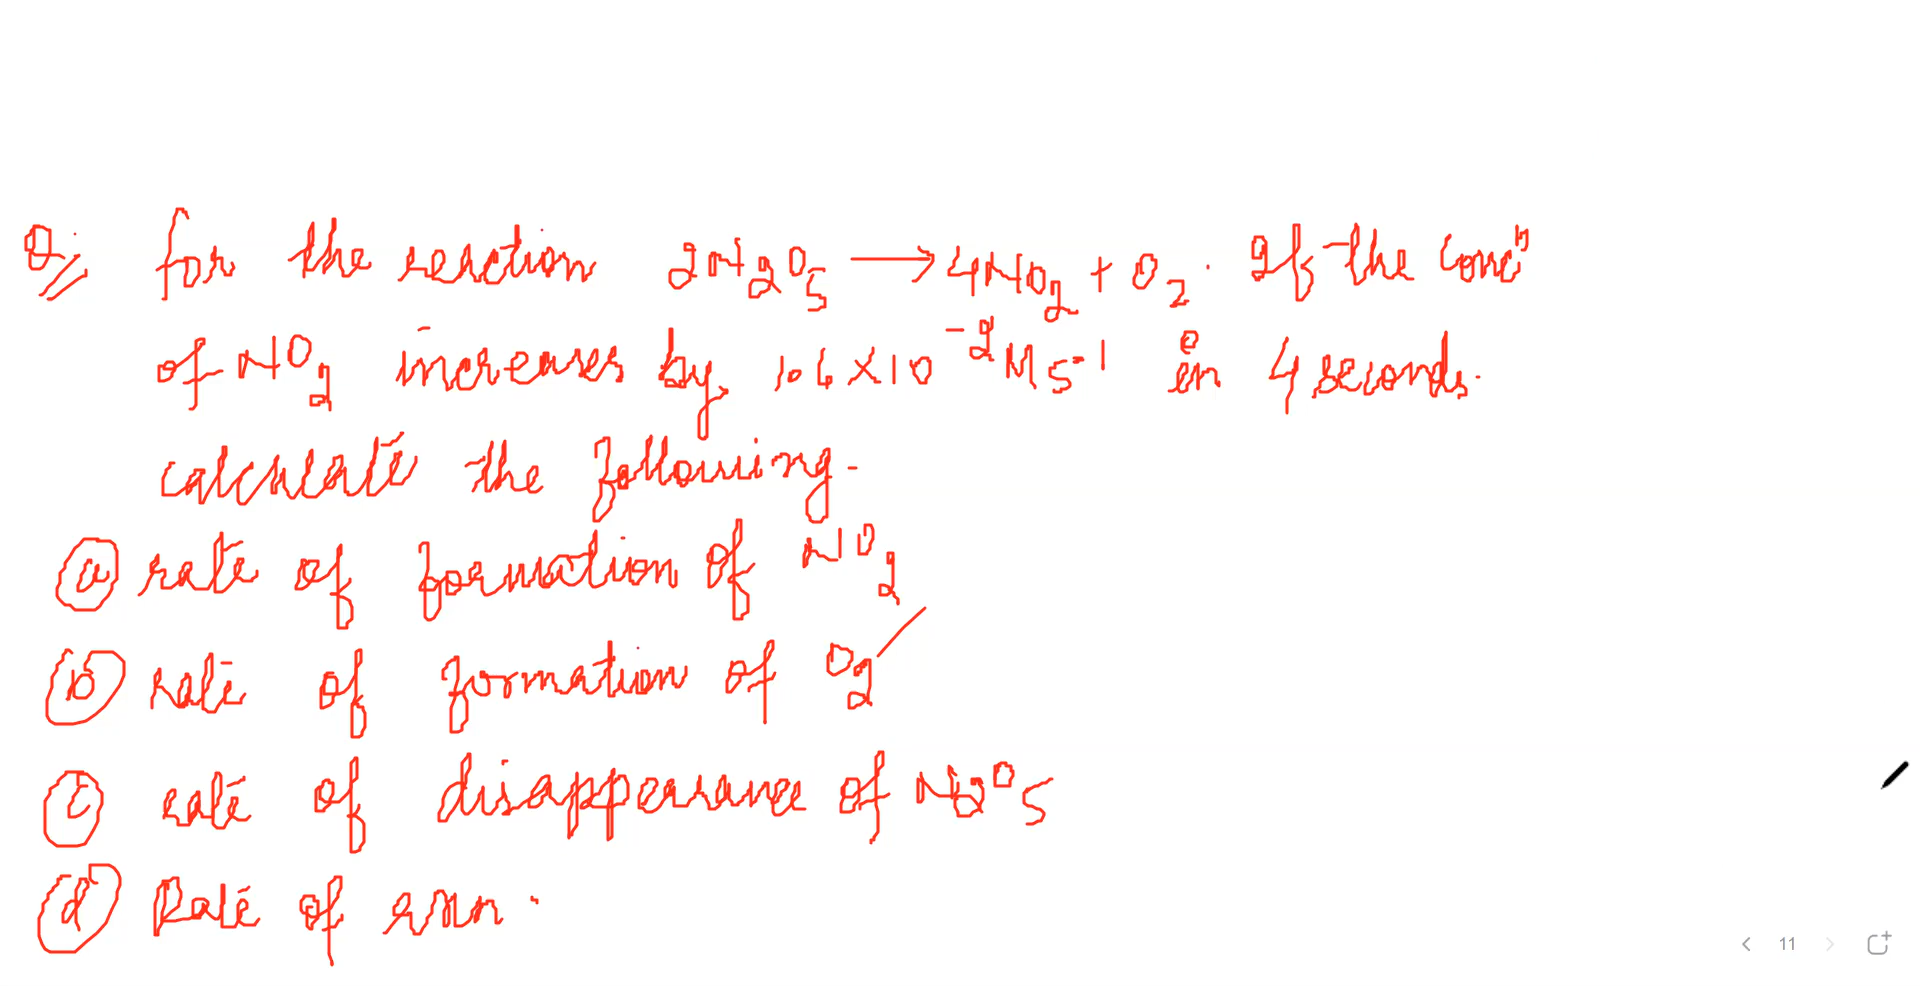 Q: for the reaction 2N₂O₅ → 4NO₂ + O₂. If the concⁿ
of NO₂ increases by 1.6 × 10⁻² M s⁻¹ in 4 seconds.
calculate the following -
(a) rate of formation of NO₂
(b) rate of formation of O₂
(c) rate of disappearance of N₂O₅
(d) Rate of rxn.
11